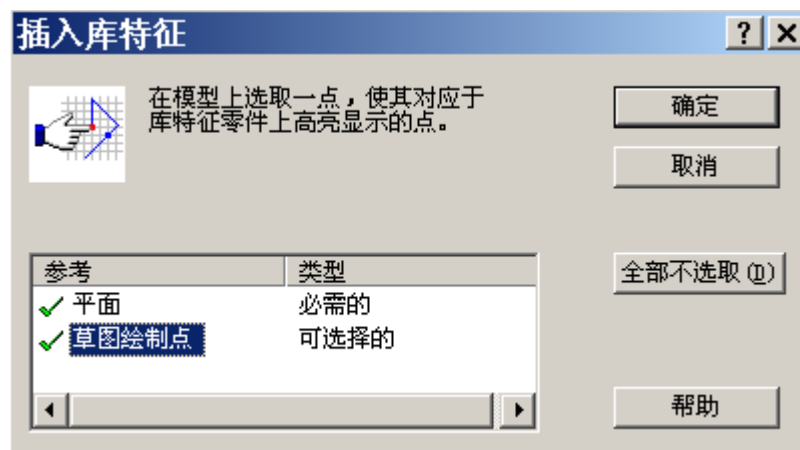 插入库特征
在模型上选取一点，使其对应于
库特征零件上高亮显示的点。
确定
取消
全部不选取(D)
参考 类型
平面 必需的
草图绘制点 可选择的
帮助